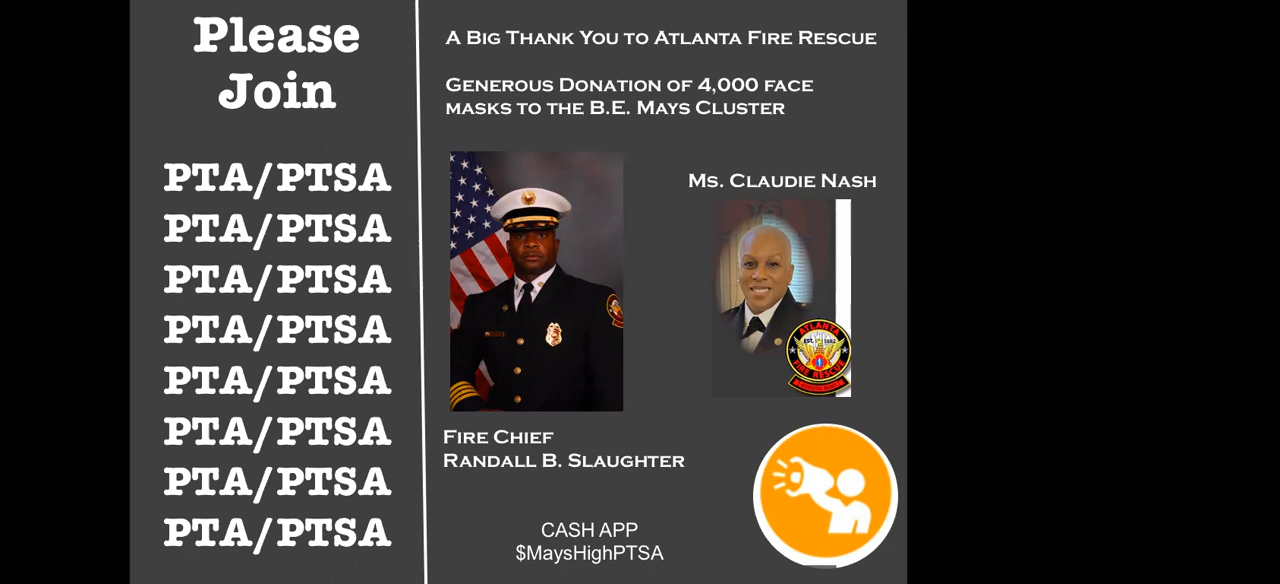 Please
Join
PTA/PTSA
PTA/PTSA
PTA/PTSA
PTA/PTSA
PTA/PTSA
PTA/PTSA
PTA/PTSA
PTA/PTSA
A Big Thank You to Atlanta Fire Rescue
Generous Donation of 4,000 face
masks to the B.E. Mays Cluster
Ms. Claudie Nash
ATLANTA
EST. 1882
FIRE RESCUE
Fire Chief
Randall B. Slaughter
CASH APP
$MaysHighPTSA